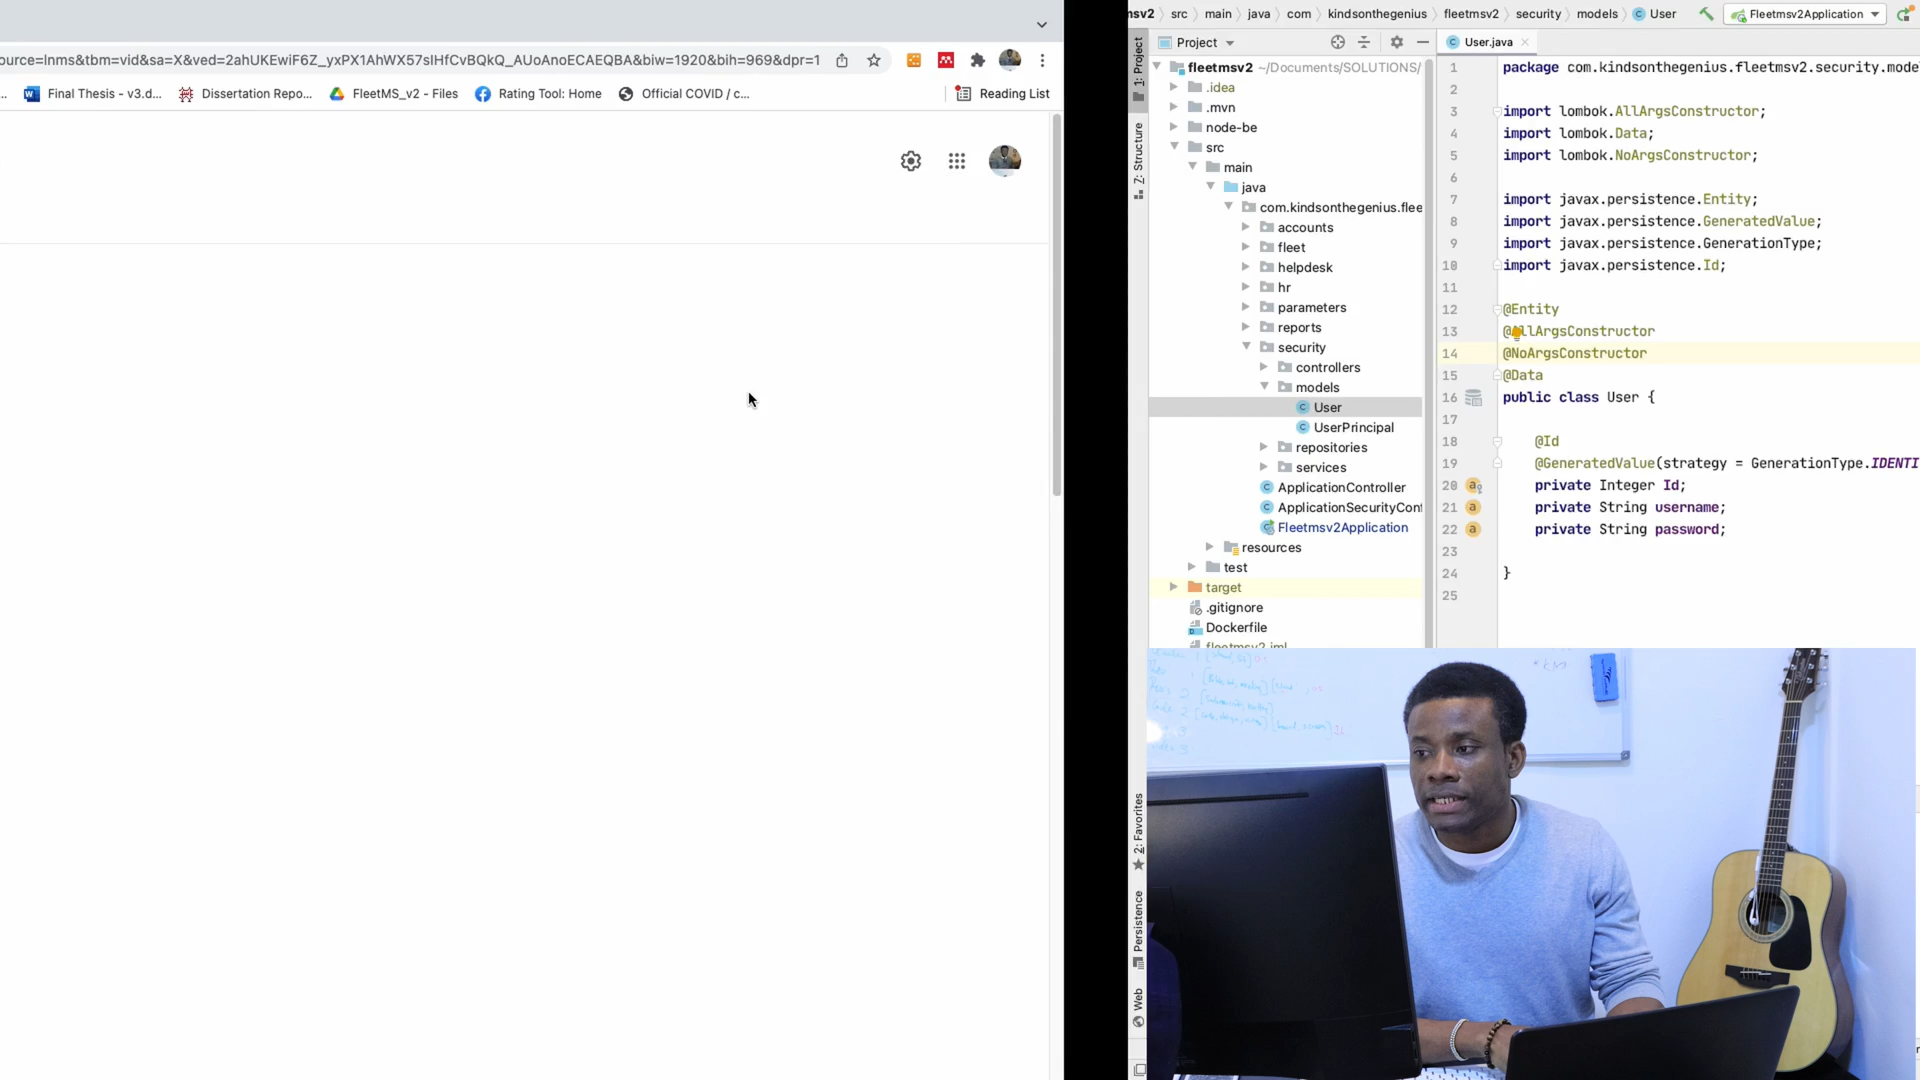 ource=lnms&tbm=vid&sa=X&ved=2ahUKEwiF6Z_yxPX1AhWX57sIHfCvBQkQ_AUoAnoECAEQBA&biw=1920&bih=969&dpr=1
... Final Thesis - v3.d... Dissertation Repo... FleetMS_v2 - Files Rating Tool: Home Official COVID / c... Reading List
msv2 src main java com kindsonthegenius fleetmsv2 security models User Fleetmsv2Application
Project
User.java
1: Project
7: Structure
2: Favorites
Persistence
Web
fleetmsv2 ~/Documents/SOLUTIONS/
.idea
.mvn
node-be
src
main
java
com.kindsonthegenius.flee
accounts
fleet
helpdesk
hr
parameters
reports
security
controllers
models
User
UserPrincipal
repositories
services
ApplicationController
ApplicationSecurityConf
Fleetmsv2Application
resources
test
target
.gitignore
Dockerfile
fleetmsv2.iml
1 package com.kindsonthegenius.fleetmsv2.security.mode
2
3 import lombok.AllArgsConstructor;
4 import lombok.Data;
5 import lombok.NoArgsConstructor;
6
7 import javax.persistence.Entity;
8 import javax.persistence.GeneratedValue;
9 import javax.persistence.GenerationType;
10 import javax.persistence.Id;
11
12 @Entity
13 @AllArgsConstructor
14 @NoArgsConstructor
15 @Data
16 public class User {
17
18 @Id
19 @GeneratedValue(strategy = GenerationType.IDENTI
20 private Integer Id;
21 private String username;
22 private String password;
23
24 }
25